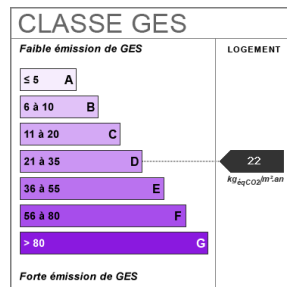 CLASSE GES
Faible émission de GES
LOGEMENT
≤ 5 A
6 à 10 B
11 à 20 C
21 à 35 D
22
kgéqCO2/m².an
36 à 55 E
56 à 80 F
> 80 G
Forte émission de GES